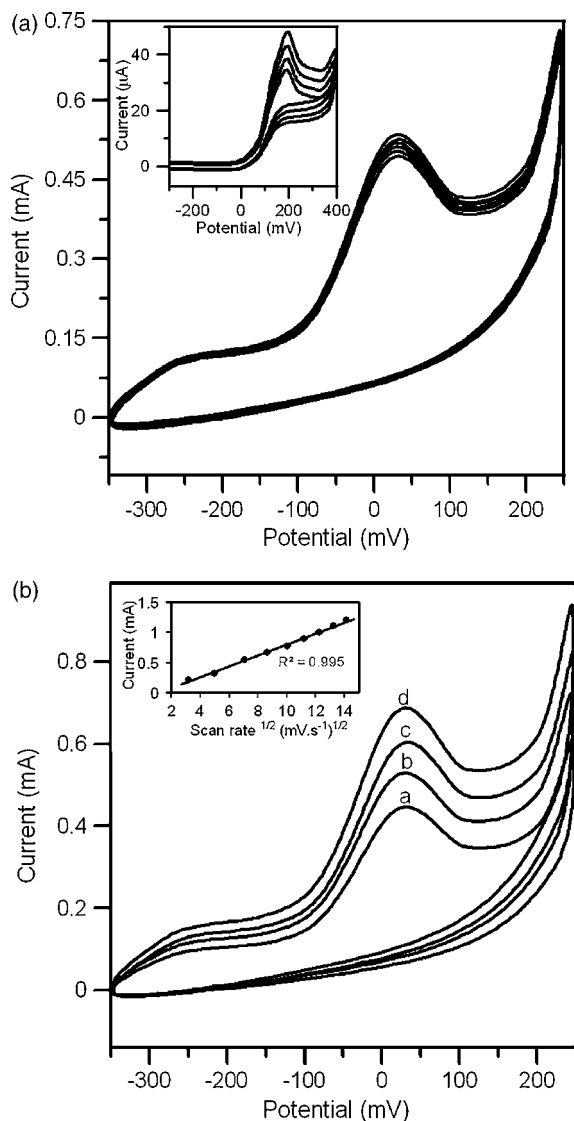 (a)
0.75
0.60
0.45
0.3
0.15
0
Current (mA)
-300 -200 -100 0 100 200
Potential (mV)
40
20
0
Current (μA)
-200 0 200 400
Potential (mV)
(b)
0.8
0.6
0.4
0.2
0
Current (mA)
-300 -200 -100 0 100 200
Potential (mV)
d
c
b
a
1.5
1
0.5
0
Current (mA)
2 4 6 8 10 12 14
Scan rate 1/2 (mV.s-1)1/2
R² = 0.995